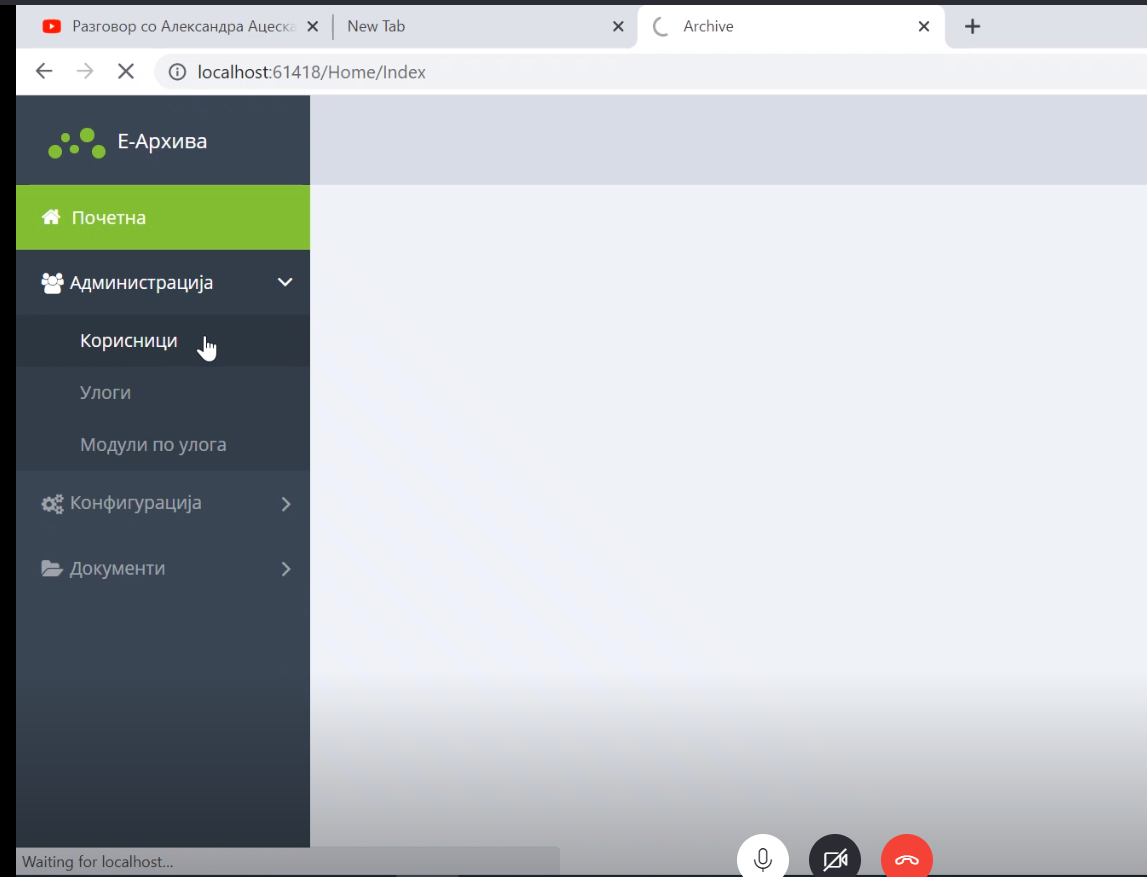 Разговор со Александра Ацеска
New Tab
Archive
localhost:61418/Home/Index
Е-Архива
Почетна
Администрација
Корисници
Улоги
Модули по улога
Конфигурација
Документи
Waiting for localhost...